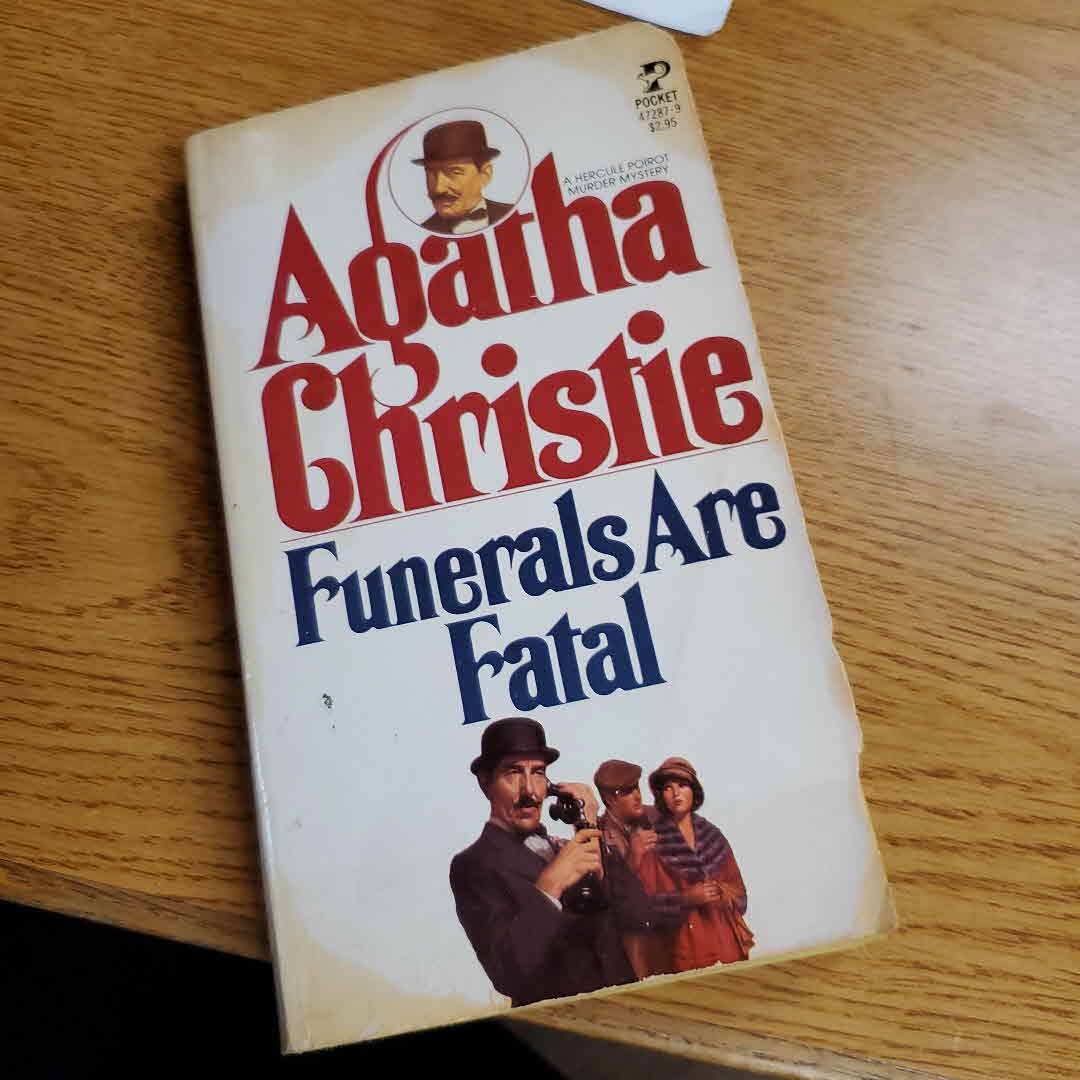 POCKET
47287-9
$2.95
A HERCULE POIROT
MURDER MYSTERY
Agatha
Christie
Funerals Are
Fatal